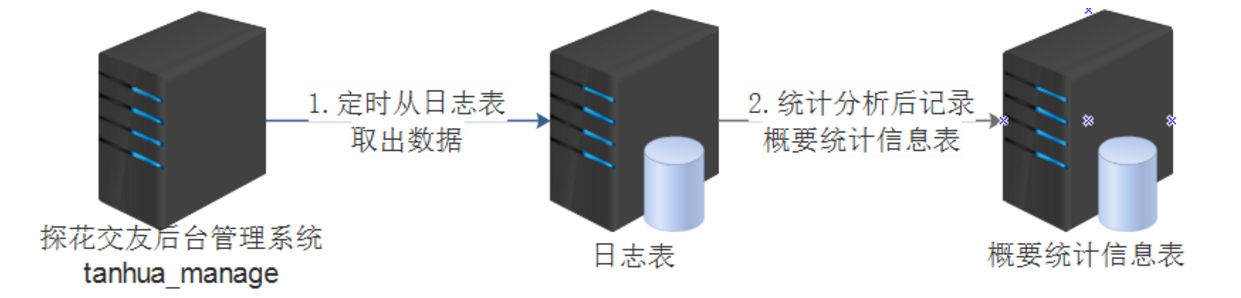 1.定时从日志表
取出数据
2.统计分析后记录
概要统计信息表
探花交友后台管理系统
tanhua_manage
日志表
概要统计信息表